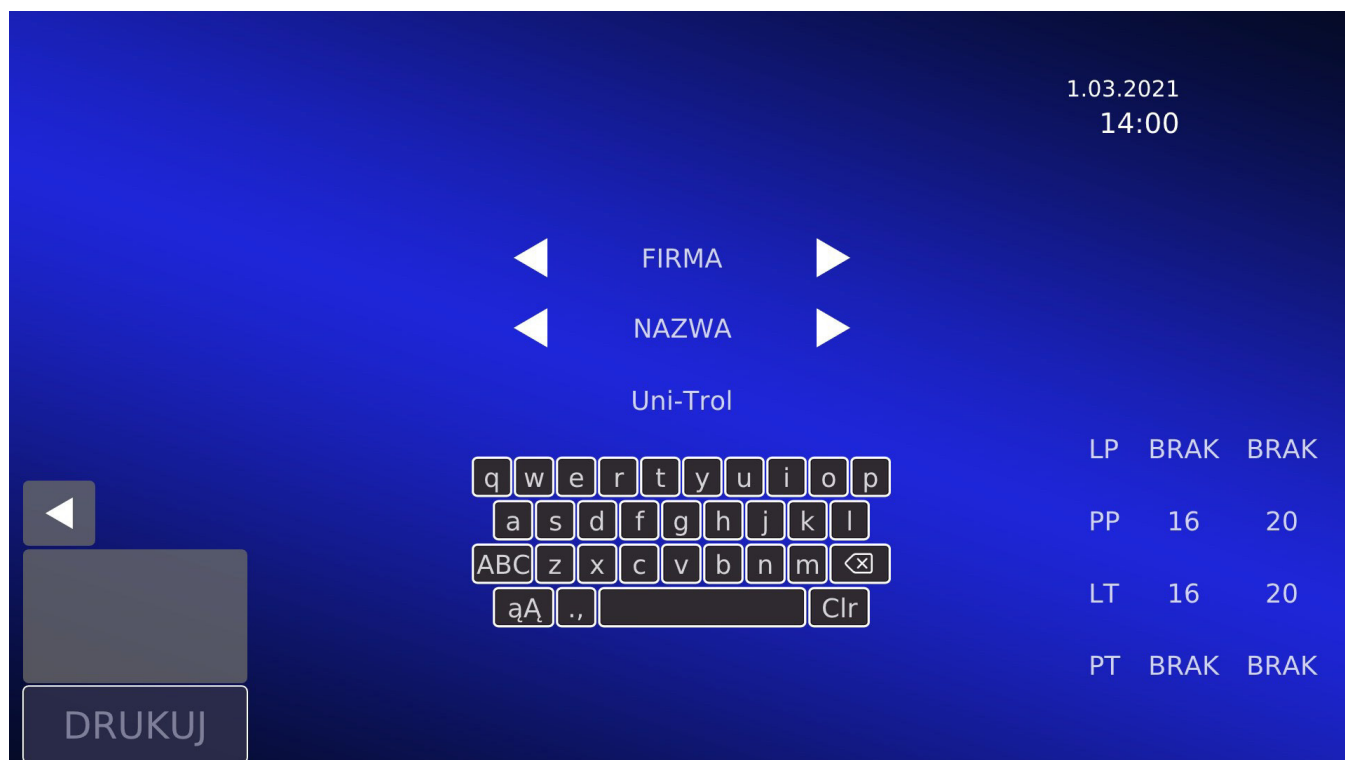 1.03.2021
14:00
FIRMA
NAZWA
Uni-Trol
q w e r t y u i o p
a s d f g h j k l
ABC z x c v b n m
ąĄ ., Clr
LP BRAK BRAK
PP 16 20
LT 16 20
PT BRAK BRAK
DRUKUJ